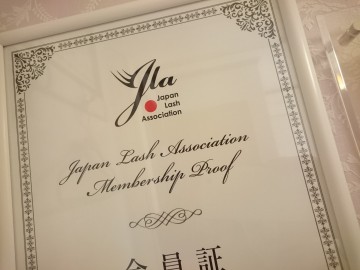 Jla
Japan
Lash
Association
Japan Lash Association
Membership Proof
会員証